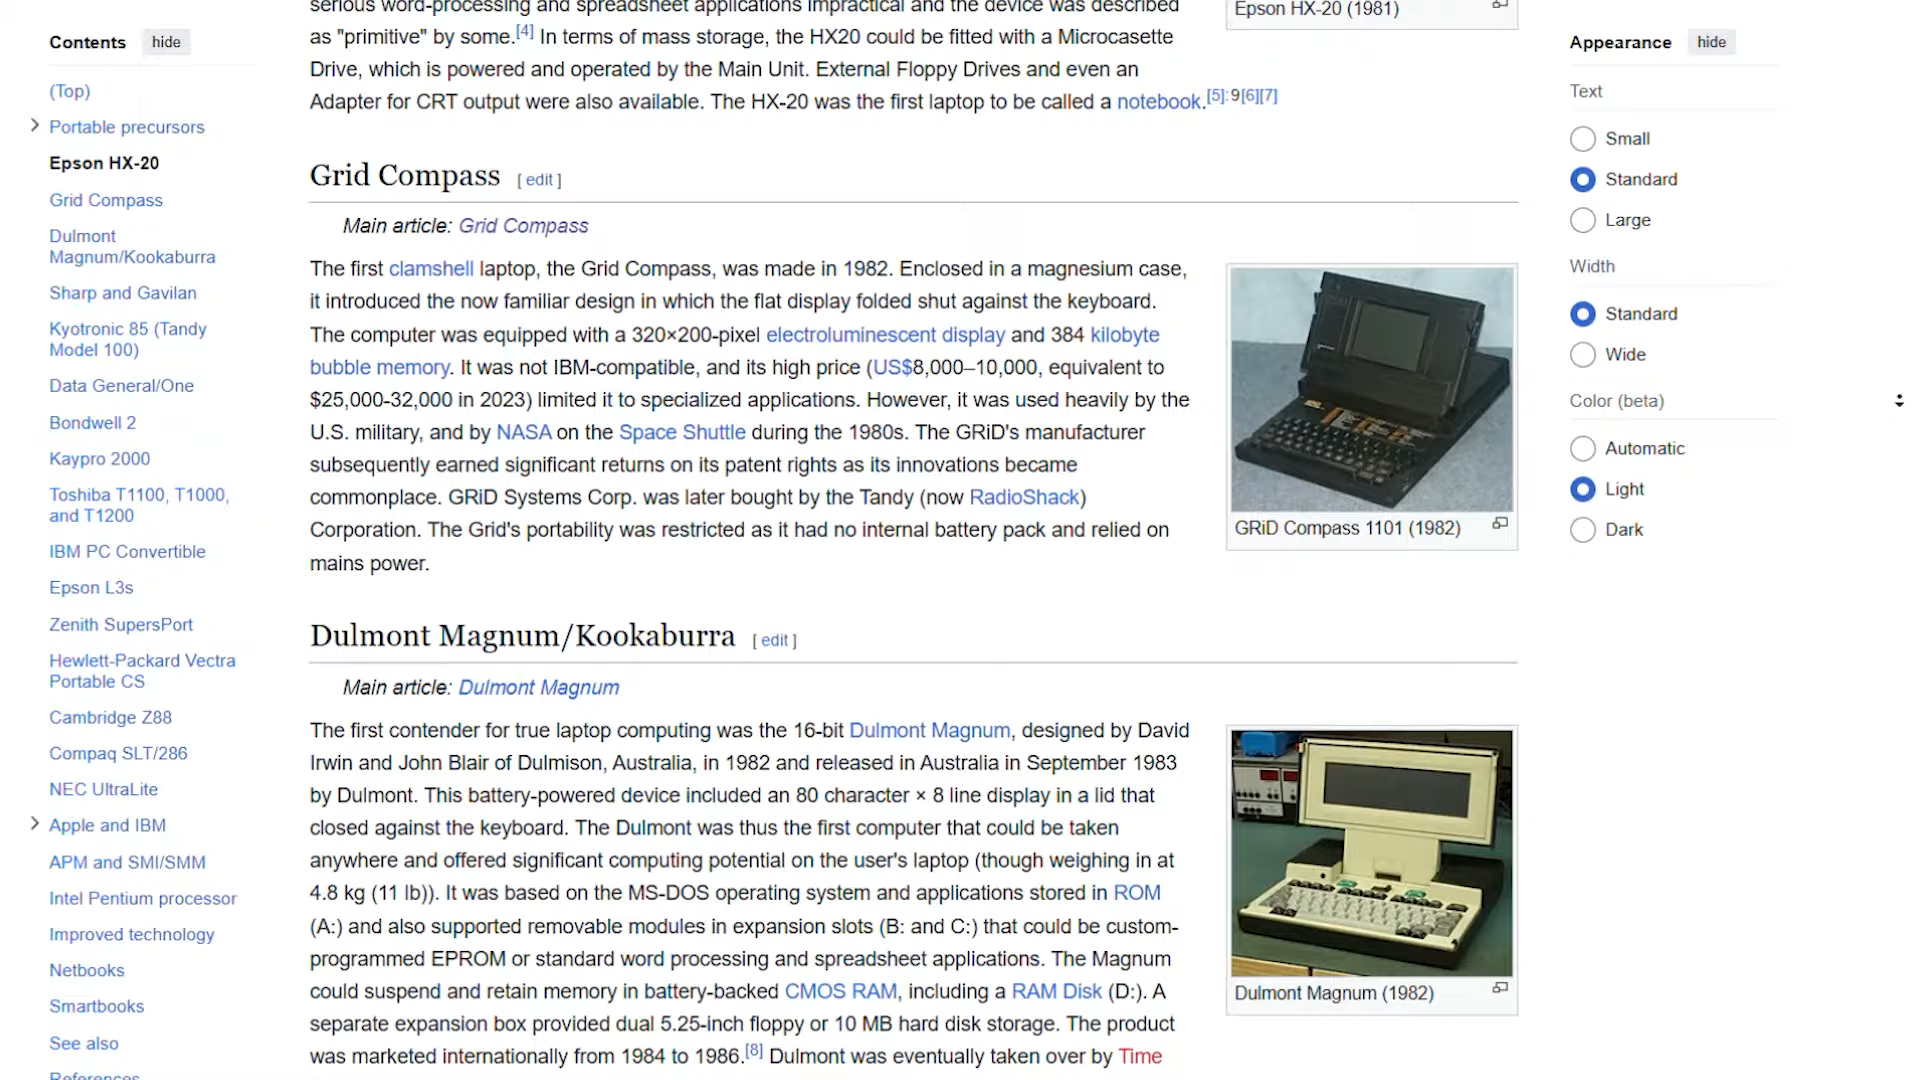 Contents hide
(Top)
Portable precursors
Epson HX-20
Grid Compass
Dulmont
Magnum/Kookaburra
Sharp and Gavilan
Kyotronic 85 (Tandy
Model 100)
Data General/One
Bondwell 2
Kaypro 2000
Toshiba T1100, T1000,
and T1200
IBM PC Convertible
Epson L3s
Zenith SupersPort
Hewlett-Packard Vectra
Portable CS
Cambridge Z88
Compaq SLT/286
NEC UltraLite
Apple and IBM
APM and SMI/SMM
Intel Pentium processor
Improved technology
Netbooks
Smartbooks
See also
References
serious word-processing and spreadsheet applications impractical and the device was described
as "primitive" by some.[4] In terms of mass storage, the HX20 could be fitted with a Microcasette
Drive, which is powered and operated by the Main Unit. External Floppy Drives and even an
Adapter for CRT output were also available. The HX-20 was the first laptop to be called a notebook.[5]:9[6][7]
Epson HX-20 (1981)
Grid Compass [ edit ]
Main article: Grid Compass
The first clamshell laptop, the Grid Compass, was made in 1982. Enclosed in a magnesium case,
it introduced the now familiar design in which the flat display folded shut against the keyboard.
The computer was equipped with a 320×200-pixel electroluminescent display and 384 kilobyte
bubble memory. It was not IBM-compatible, and its high price (US$8,000–10,000, equivalent to
$25,000-32,000 in 2023) limited it to specialized applications. However, it was used heavily by the
U.S. military, and by NASA on the Space Shuttle during the 1980s. The GRiD's manufacturer
subsequently earned significant returns on its patent rights as its innovations became
commonplace. GRiD Systems Corp. was later bought by the Tandy (now RadioShack)
Corporation. The Grid's portability was restricted as it had no internal battery pack and relied on
mains power.
GRiD Compass 1101 (1982)
Dulmont Magnum/Kookaburra [ edit ]
Main article: Dulmont Magnum
The first contender for true laptop computing was the 16-bit Dulmont Magnum, designed by David
Irwin and John Blair of Dulmison, Australia, in 1982 and released in Australia in September 1983
by Dulmont. This battery-powered device included an 80 character × 8 line display in a lid that
closed against the keyboard. The Dulmont was thus the first computer that could be taken
anywhere and offered significant computing potential on the user's laptop (though weighing in at
4.8 kg (11 lb)). It was based on the MS-DOS operating system and applications stored in ROM
(A:) and also supported removable modules in expansion slots (B: and C:) that could be custom-
programmed EPROM or standard word processing and spreadsheet applications. The Magnum
could suspend and retain memory in battery-backed CMOS RAM, including a RAM Disk (D:). A
separate expansion box provided dual 5.25-inch floppy or 10 MB hard disk storage. The product
was marketed internationally from 1984 to 1986.[8] Dulmont was eventually taken over by Time
Dulmont Magnum (1982)
Appearance hide
Text
Small
Standard
Large
Width
Standard
Wide
Color (beta)
Automatic
Light
Dark